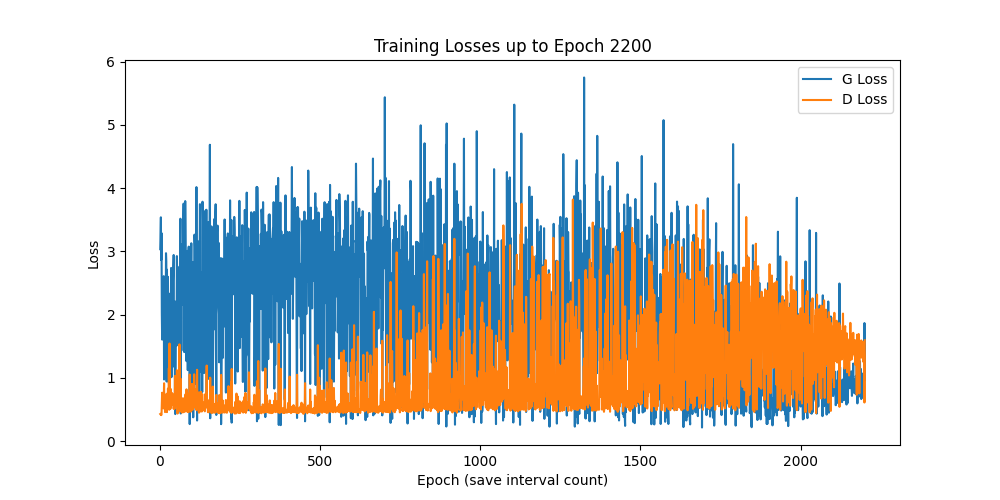 Training Losses up to Epoch 2200
G Loss
D Loss
Loss
6
5
4
3
2
1
0
0 500 1000 1500 2000
Epoch (save interval count)